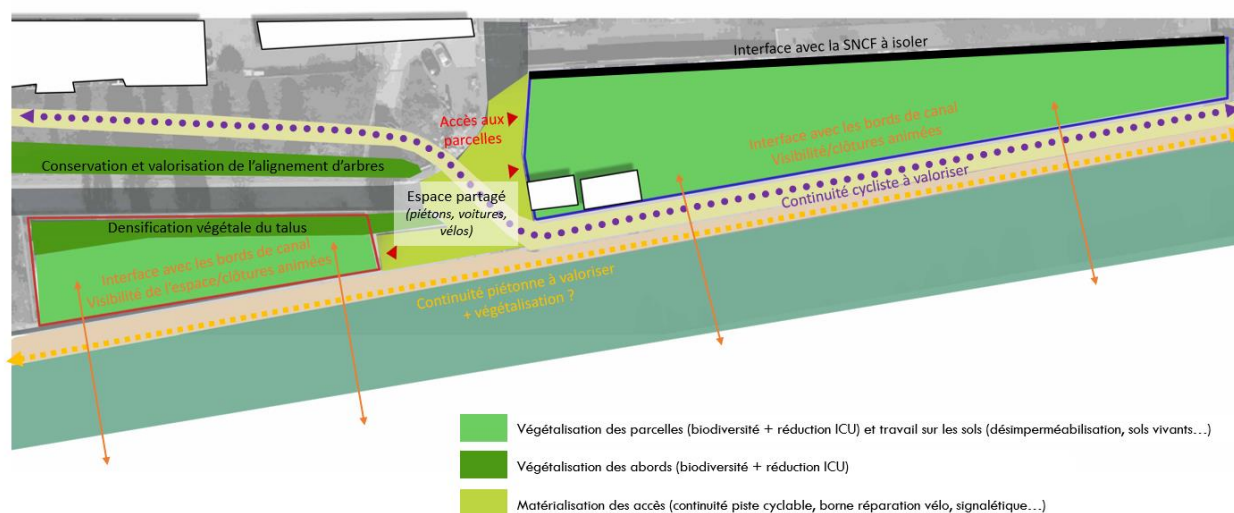 Interface avec la SNCF à isoler
Accès aux
parcelles
Interface avec les bords de canal
Visibilité/clôtures animées
Conservation et valorisation de l'alignement d'arbres
Continuité cycliste à valoriser
Espace partagé
(piétons, voitures,
vélos)
Densification végétale du talus
Interface avec les bords de canal
Visibilité de l'espace/clôtures animées
Continuité piétonne à valoriser
+ végétalisation ?
Végétalisation des parcelles (biodiversité + réduction ICU) et travail sur les sols (désimperméabilisation, sols vivants…)
Végétalisation des abords (biodiversité + réduction ICU)
Matérialisation des accès (continuité piste cyclable, borne réparation vélo, signalétique…)